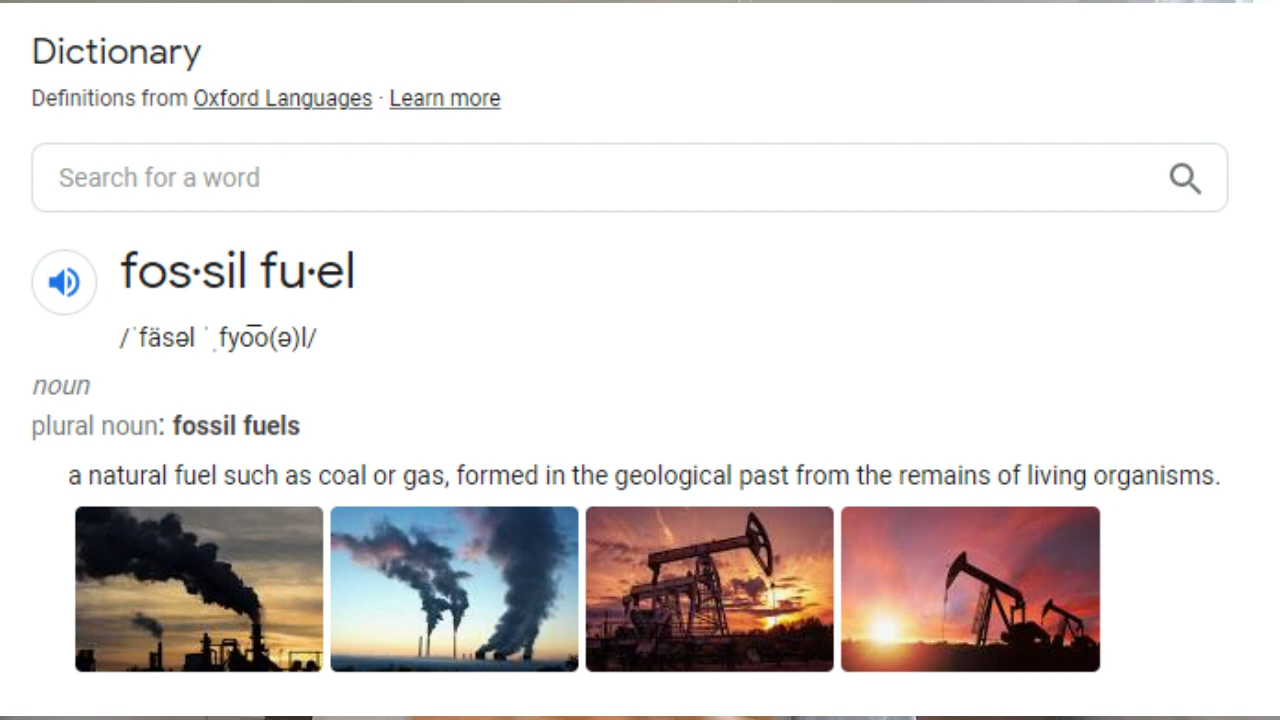 Dictionary
Definitions from Oxford Languages · Learn more
Search for a word
fos·sil fu·el
/ˈfäsəl ˈˌfyo͞o(ə)l/
noun
plural noun: fossil fuels
a natural fuel such as coal or gas, formed in the geological past from the remains of living organisms.